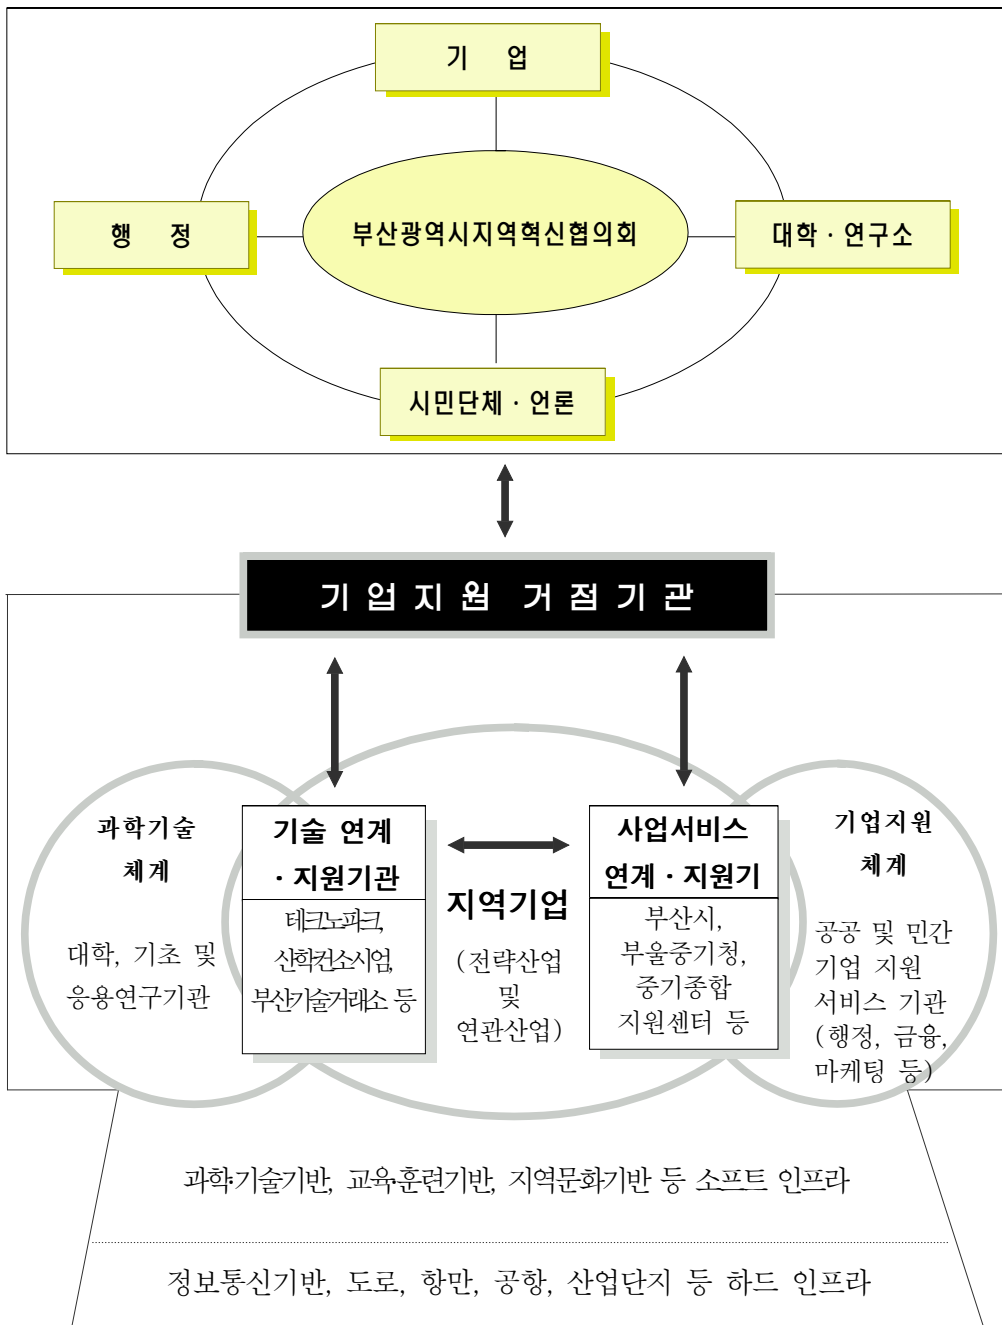 기 업
행 정
부산광역시지역혁신협의회
대학 · 연구소
시민단체 · 언론
기업지원 거점기관
과학기술
체계
대학, 기초 및
응용연구기관
기술 연계
· 지원기관
테크노파크,
산학컨소시엄,
부산기술거래소 등
지역기업
(전략산업
및
연관산업)
사업서비스
연계 · 지원기
부산시,
부울중기청,
중기종합
지원센터 등
기업지원
체계
공공 및 민간
기업 지원
서비스 기관
(행정, 금융,
마케팅 등)
과학·기술기반, 교육·훈련기반, 지역문화기반 등 소프트 인프라
정보통신기반, 도로, 항만, 공항, 산업단지 등 하드 인프라